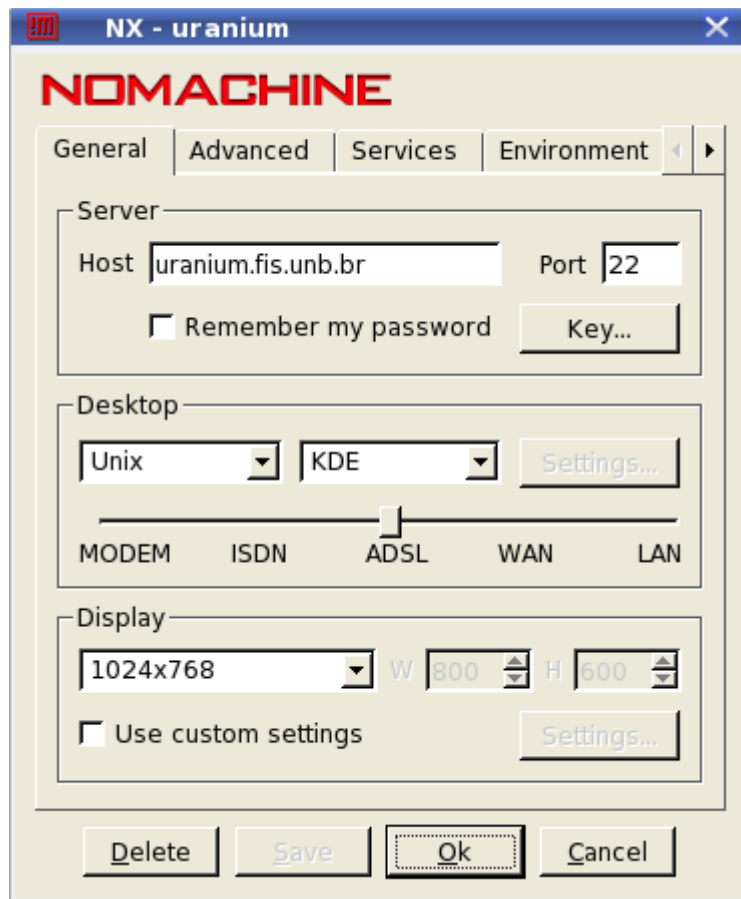 !M NX - uranium
NOMACHINE
General Advanced Services Environment
Server
Host uranium.fis.unb.br Port 22
Remember my password Key...
Desktop
Unix KDE Settings...
MODEM ISDN ADSL WAN LAN
Display
1024x768 W 800 H 600
Use custom settings Settings...
Delete Save Ok Cancel